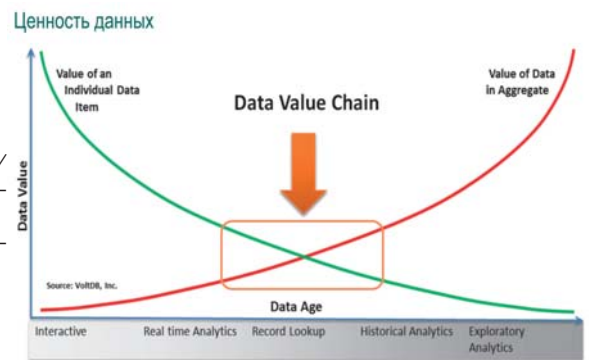 Ценность данных
Value of an
Individual Data
Item
Value of Data
in Aggregate
Data Value Chain
Data Value
Source: VoltDB, Inc.
Data Age
Interactive
Real time Analytics
Record Lookup
Historical Analytics
Exploratory
Analytics